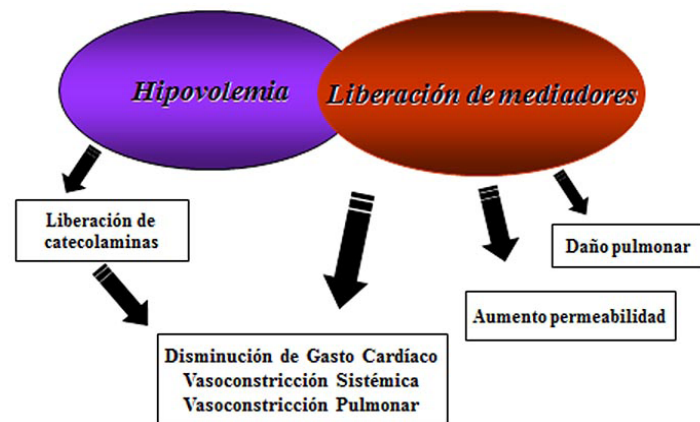 Hipovolemia
Liberación de mediadores
Liberación de
catecolaminas
Daño pulmonar
Aumento permeabilidad
Disminución de Gasto Cardíaco
Vasoconstricción Sistémica
Vasoconstricción Pulmonar